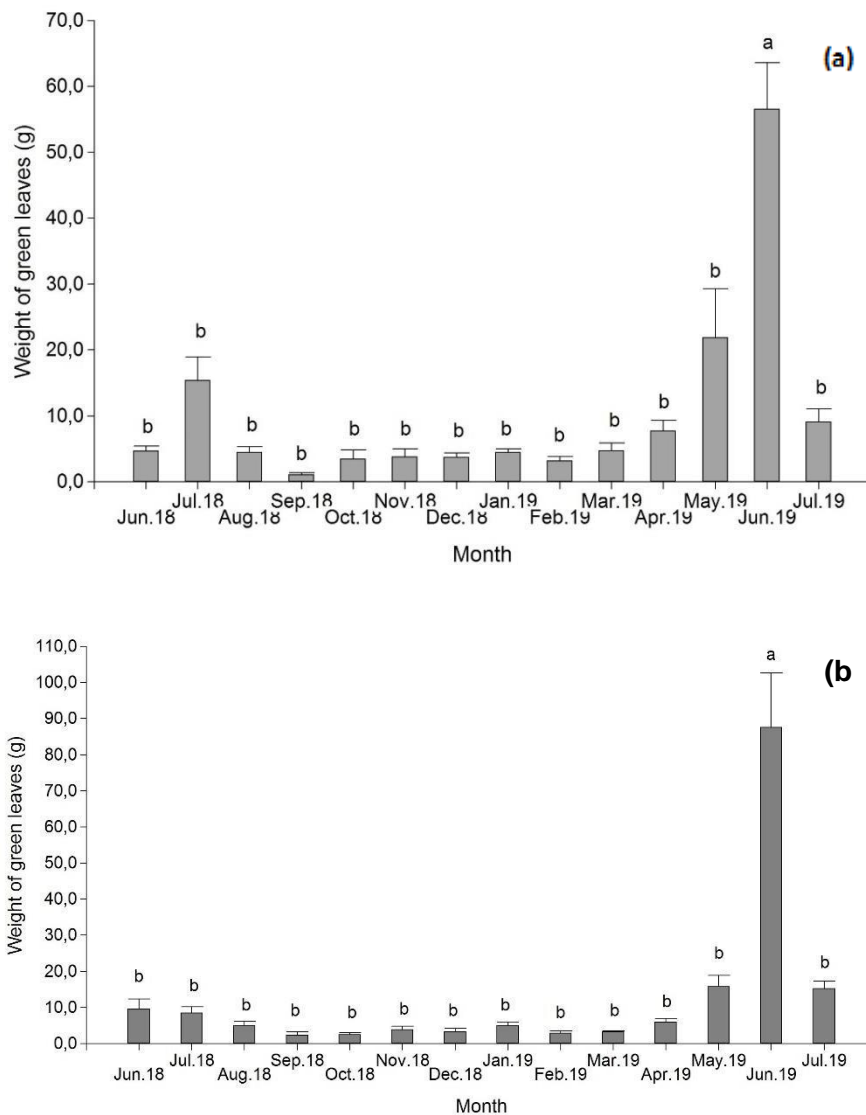 70,0
a
(a)
60,0
50,0
40,0
30,0
20,0
10,0
0,0
Weight of green leaves (g)
b b b b b b b b b b b b b
Jun.18 Jul.18 Aug.18 Sep.18 Oct.18 Nov.18 Dec.18 Jan.19 Feb.19 Mar.19 Apr.19 May.19 Jun.19 Jul.19
Month
110,0
a
(b
100,0
90,0
80,0
70,0
60,0
50,0
40,0
30,0
20,0
10,0
0,0
Weight of green leaves (g)
b b b b b b b b b b b b b
Jun.18 Jul.18 Aug.18 Sep.18 Oct.18 Nov.18 Dec.18 Jan.19 Feb.19 Mar.19 Apr.19 May.19 Jun.19 Jul.19
Month